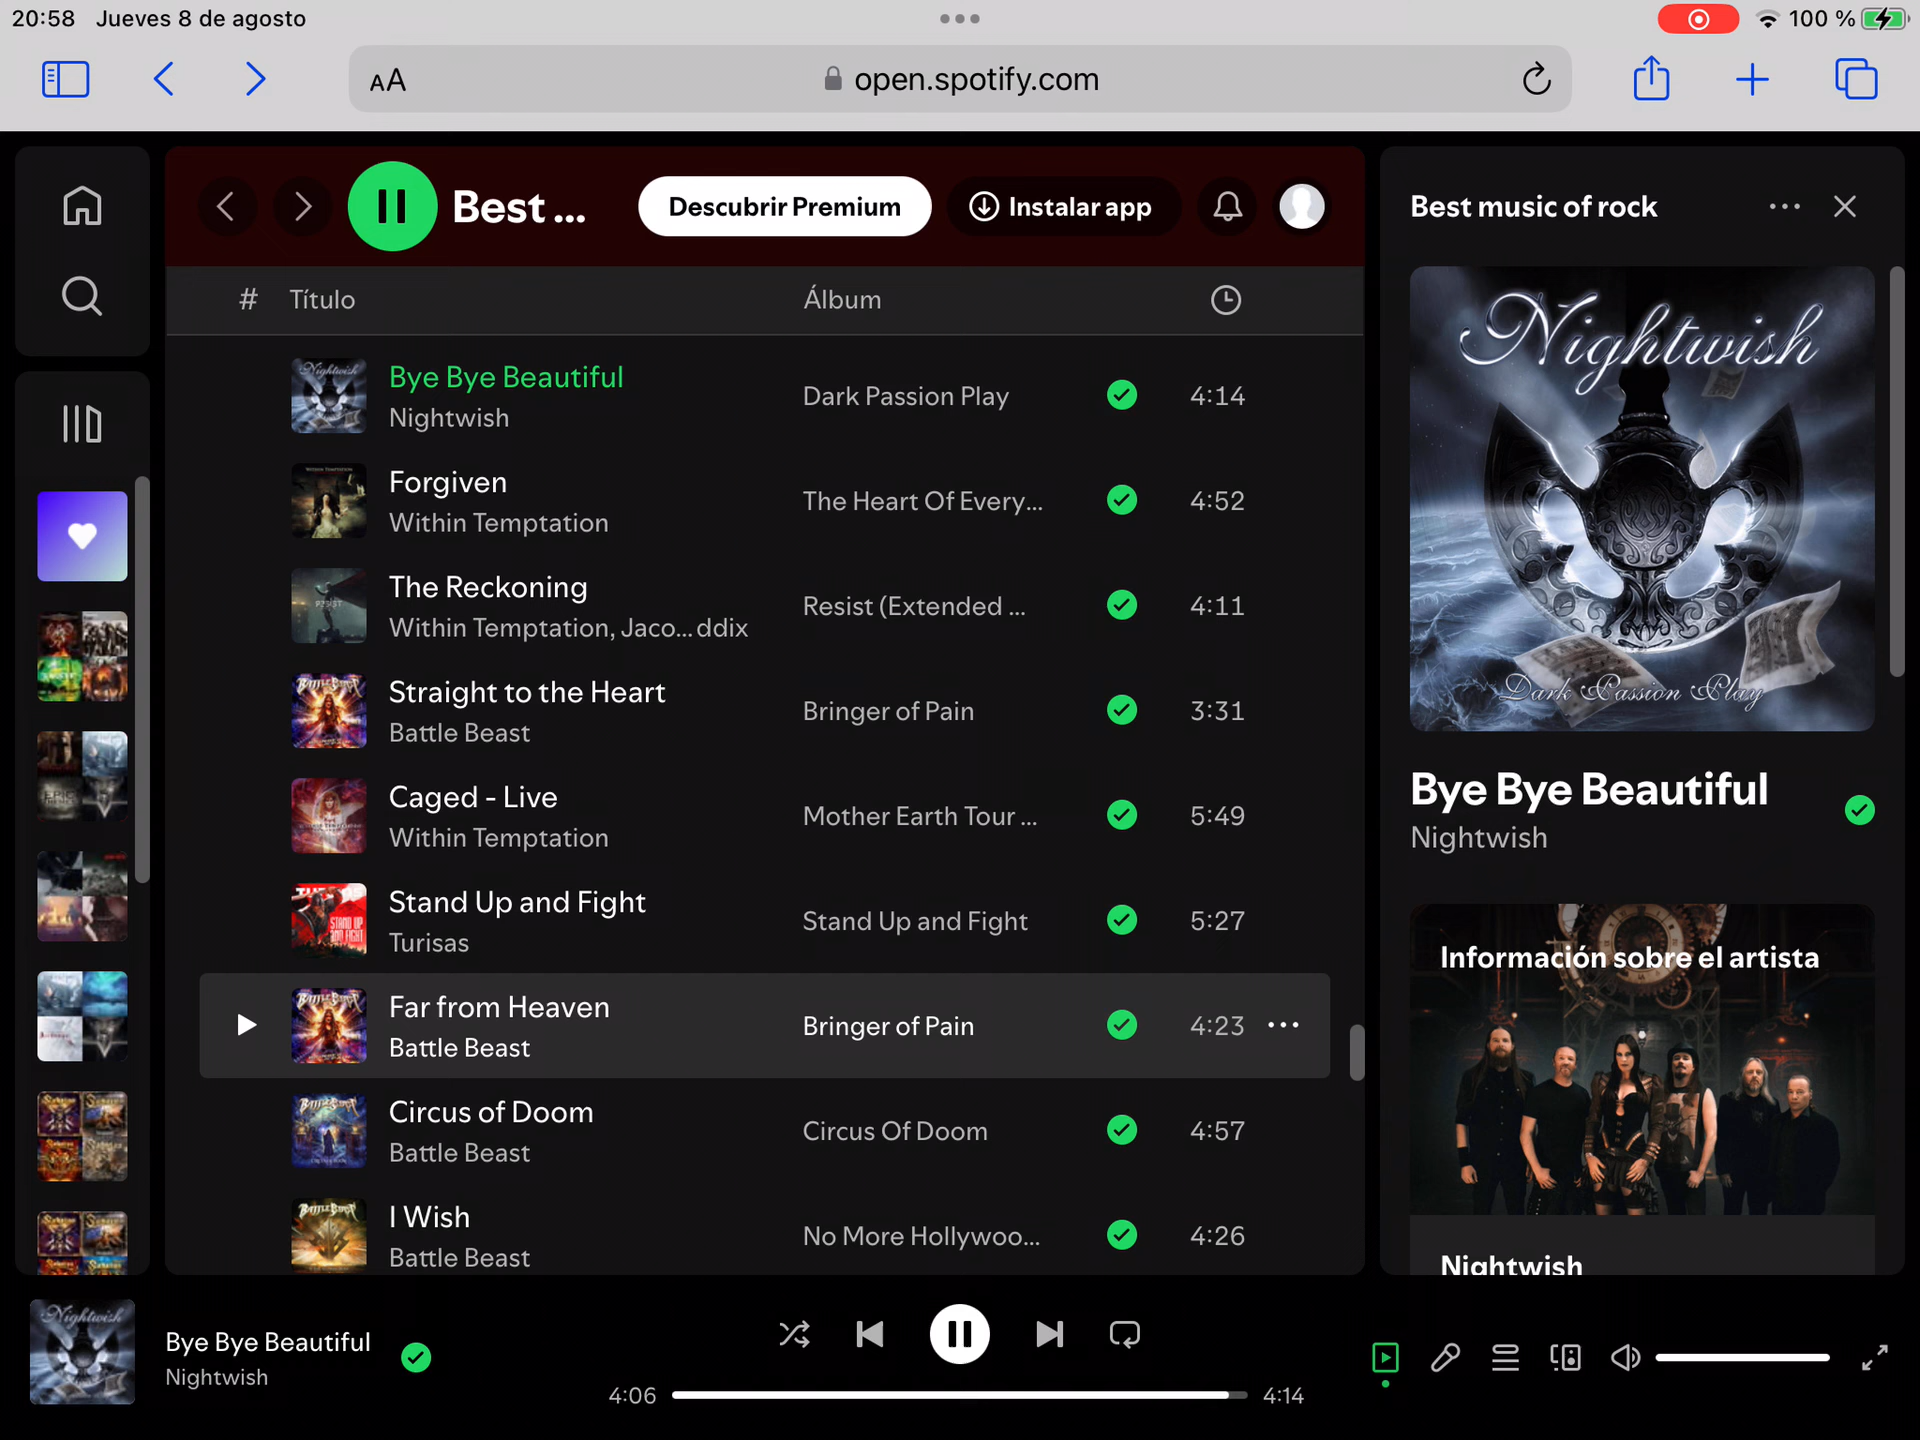 20:58 Jueves 8 de agosto
100 %
AA
open.spotify.com
Best ...
Descubrir Premium
Instalar app
# Título Álbum
Bye Bye Beautiful
Nightwish
Dark Passion Play
4:14
Forgiven
Within Temptation
The Heart Of Every...
4:52
The Reckoning
Within Temptation, Jaco... ddix
Resist (Extended ...
4:11
Straight to the Heart
Battle Beast
Bringer of Pain
3:31
Caged - Live
Within Temptation
Mother Earth Tour ...
5:49
Stand Up and Fight
Turisas
Stand Up and Fight
5:27
Far from Heaven
Battle Beast
Bringer of Pain
4:23
Circus of Doom
Battle Beast
Circus Of Doom
4:57
I Wish
Battle Beast
No More Hollywoo...
4:26
Best music of rock
Nightwish
Dark Passion Play
Bye Bye Beautiful
Nightwish
Información sobre el artista
Nightwish
Nightwish
Bye Bye Beautiful
Nightwish
4:06
4:14